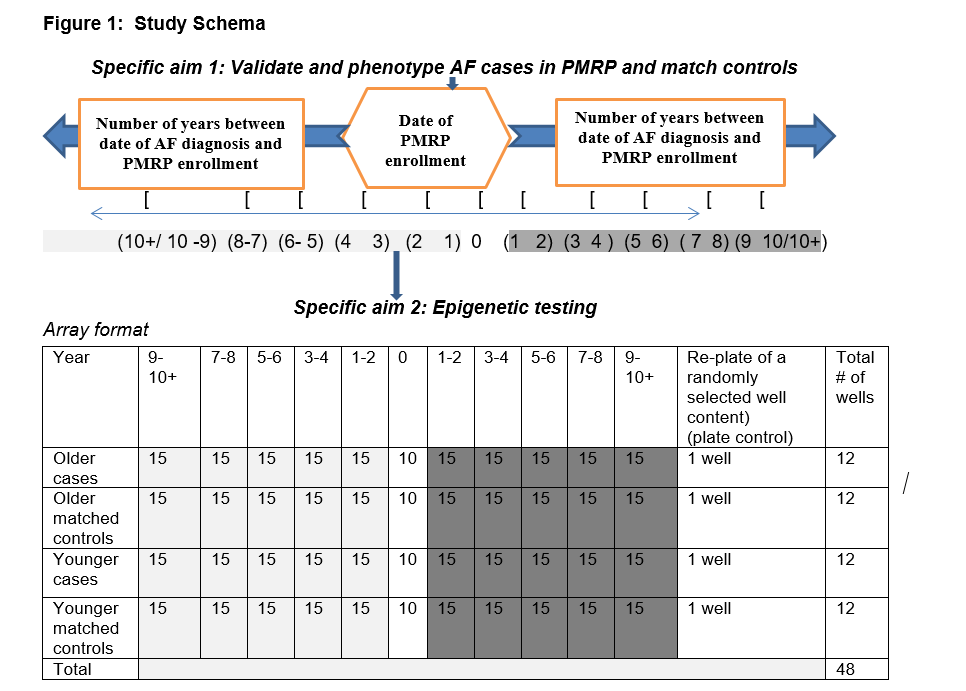 Figure 1: Study Schema
Specific aim 1: Validate and phenotype AF cases in PMRP and match controls
Number of years between
date of AF diagnosis and
PMRP enrollment
Date of
PMRP
enrollment
Number of years between
date of AF diagnosis and
PMRP enrollment
[ [ [ [ [ [ [ [ [ [ [
(10+/ 10 -9) (8-7) (6- 5) (4 3) (2 1) 0 (1 2) (3 4 ) (5 6) ( 7 8) (9 10/10+)
Specific aim 2: Epigenetic testing
Array format
Year 9-10+ 7-8 5-6 3-4 1-2 0 1-2 3-4 5-6 7-8 9-10+ Re-plate of a randomly selected well content) (plate control) Total # of wells
Older cases 15 15 15 15 15 10 15 15 15 15 15 1 well 12
/
Older matched controls 15 15 15 15 15 10 15 15 15 15 15 1 well 12
Younger cases 15 15 15 15 15 10 15 15 15 15 15 1 well 12
Younger matched controls 15 15 15 15 15 10 15 15 15 15 15 1 well 12
Total 48